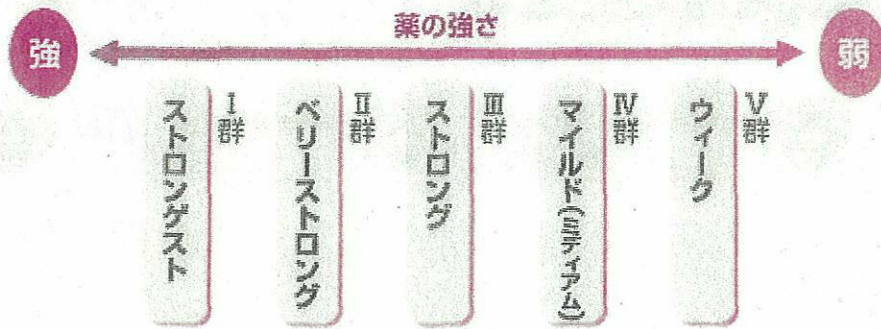 薬の強さ
強
弱
Ⅰ群
ストロンゲスト
Ⅱ群
ベリーストロング
Ⅲ群
ストロング
Ⅳ群
マイルド(ミディアム)
Ⅴ群
ウィーク